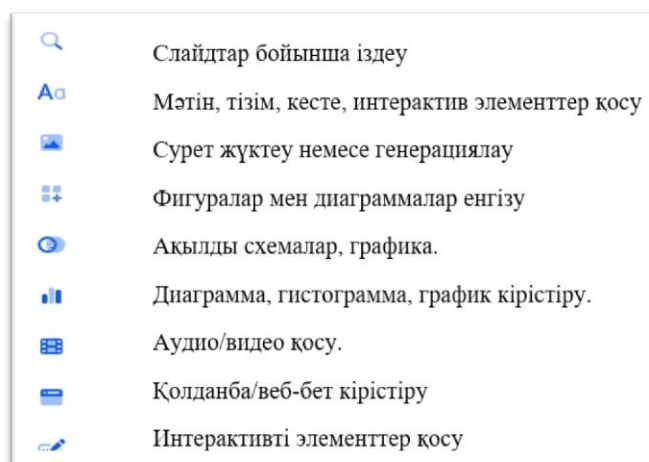 Слайдтар бойынша іздеу
Aa Мәтін, тізім, кесте, интерактив элементтер қосу
Сурет жүктеу немесе генерациялау
Фигуралар мен диаграммалар енгізу
Ақылды схемалар, графика.
Диаграмма, гистограмма, график кірістіру.
Аудио/видео қосу.
Қолданба/веб-бет кірістіру
Интерактивті элементтер қосу